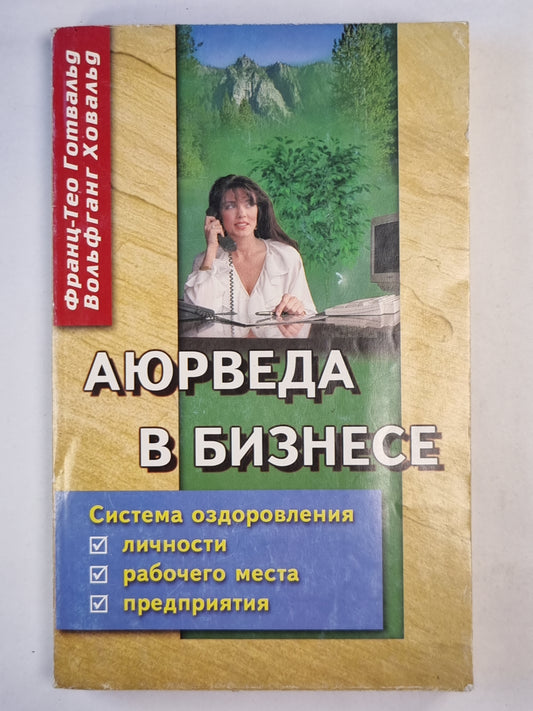 Франц-Тео Готвальд
Вольфганг Ховальд
АЮРВЕДА
В БИЗНЕСЕ
Система оздоровления
☑ личности
☑ рабочего места
☑ предприятия